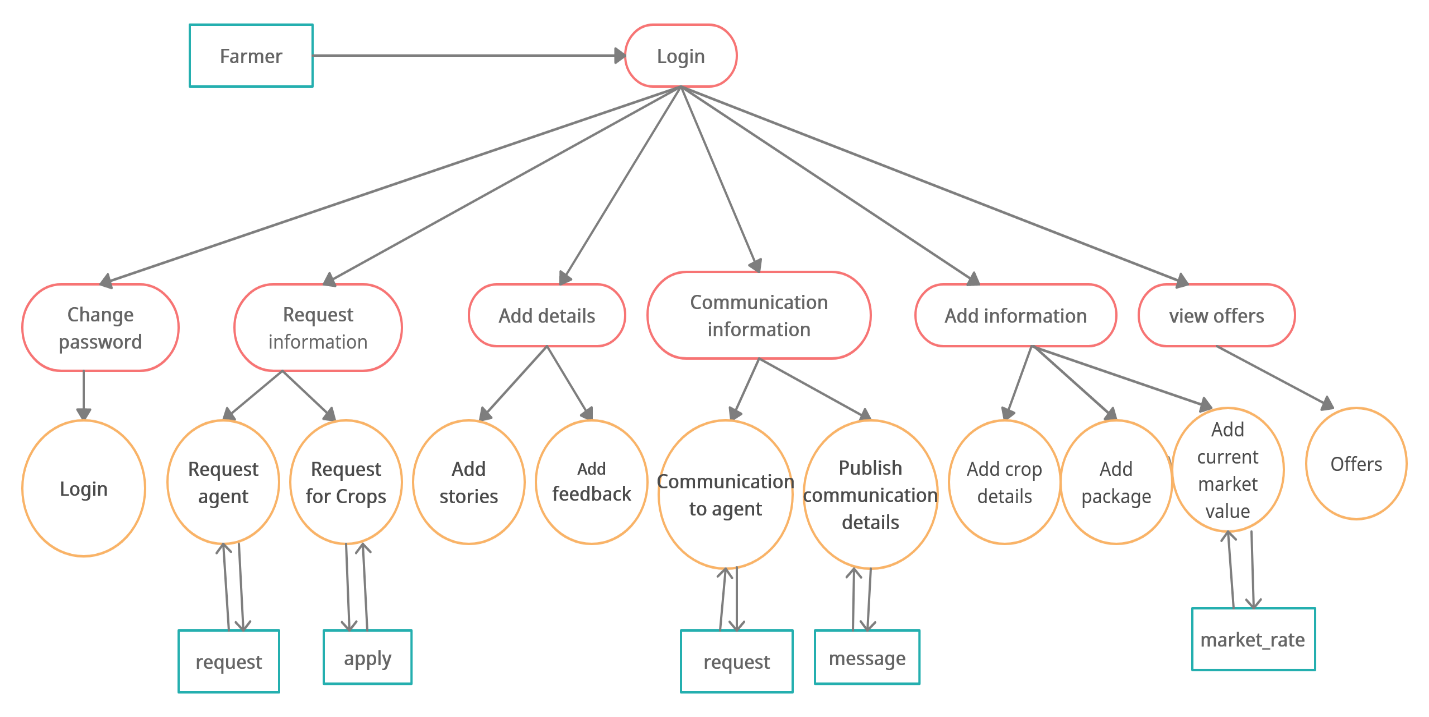 Farmer
Login
Change
password
Request
information
Add details
Communication
information
Add information
view offers
Login
Request
agent
Request
for Crops
Add
stories
Add
feedback
Communication
to agent
Publish
communication
details
Add crop
details
Add
package
Add
current
market
value
Offers
request
apply
request
message
market_rate